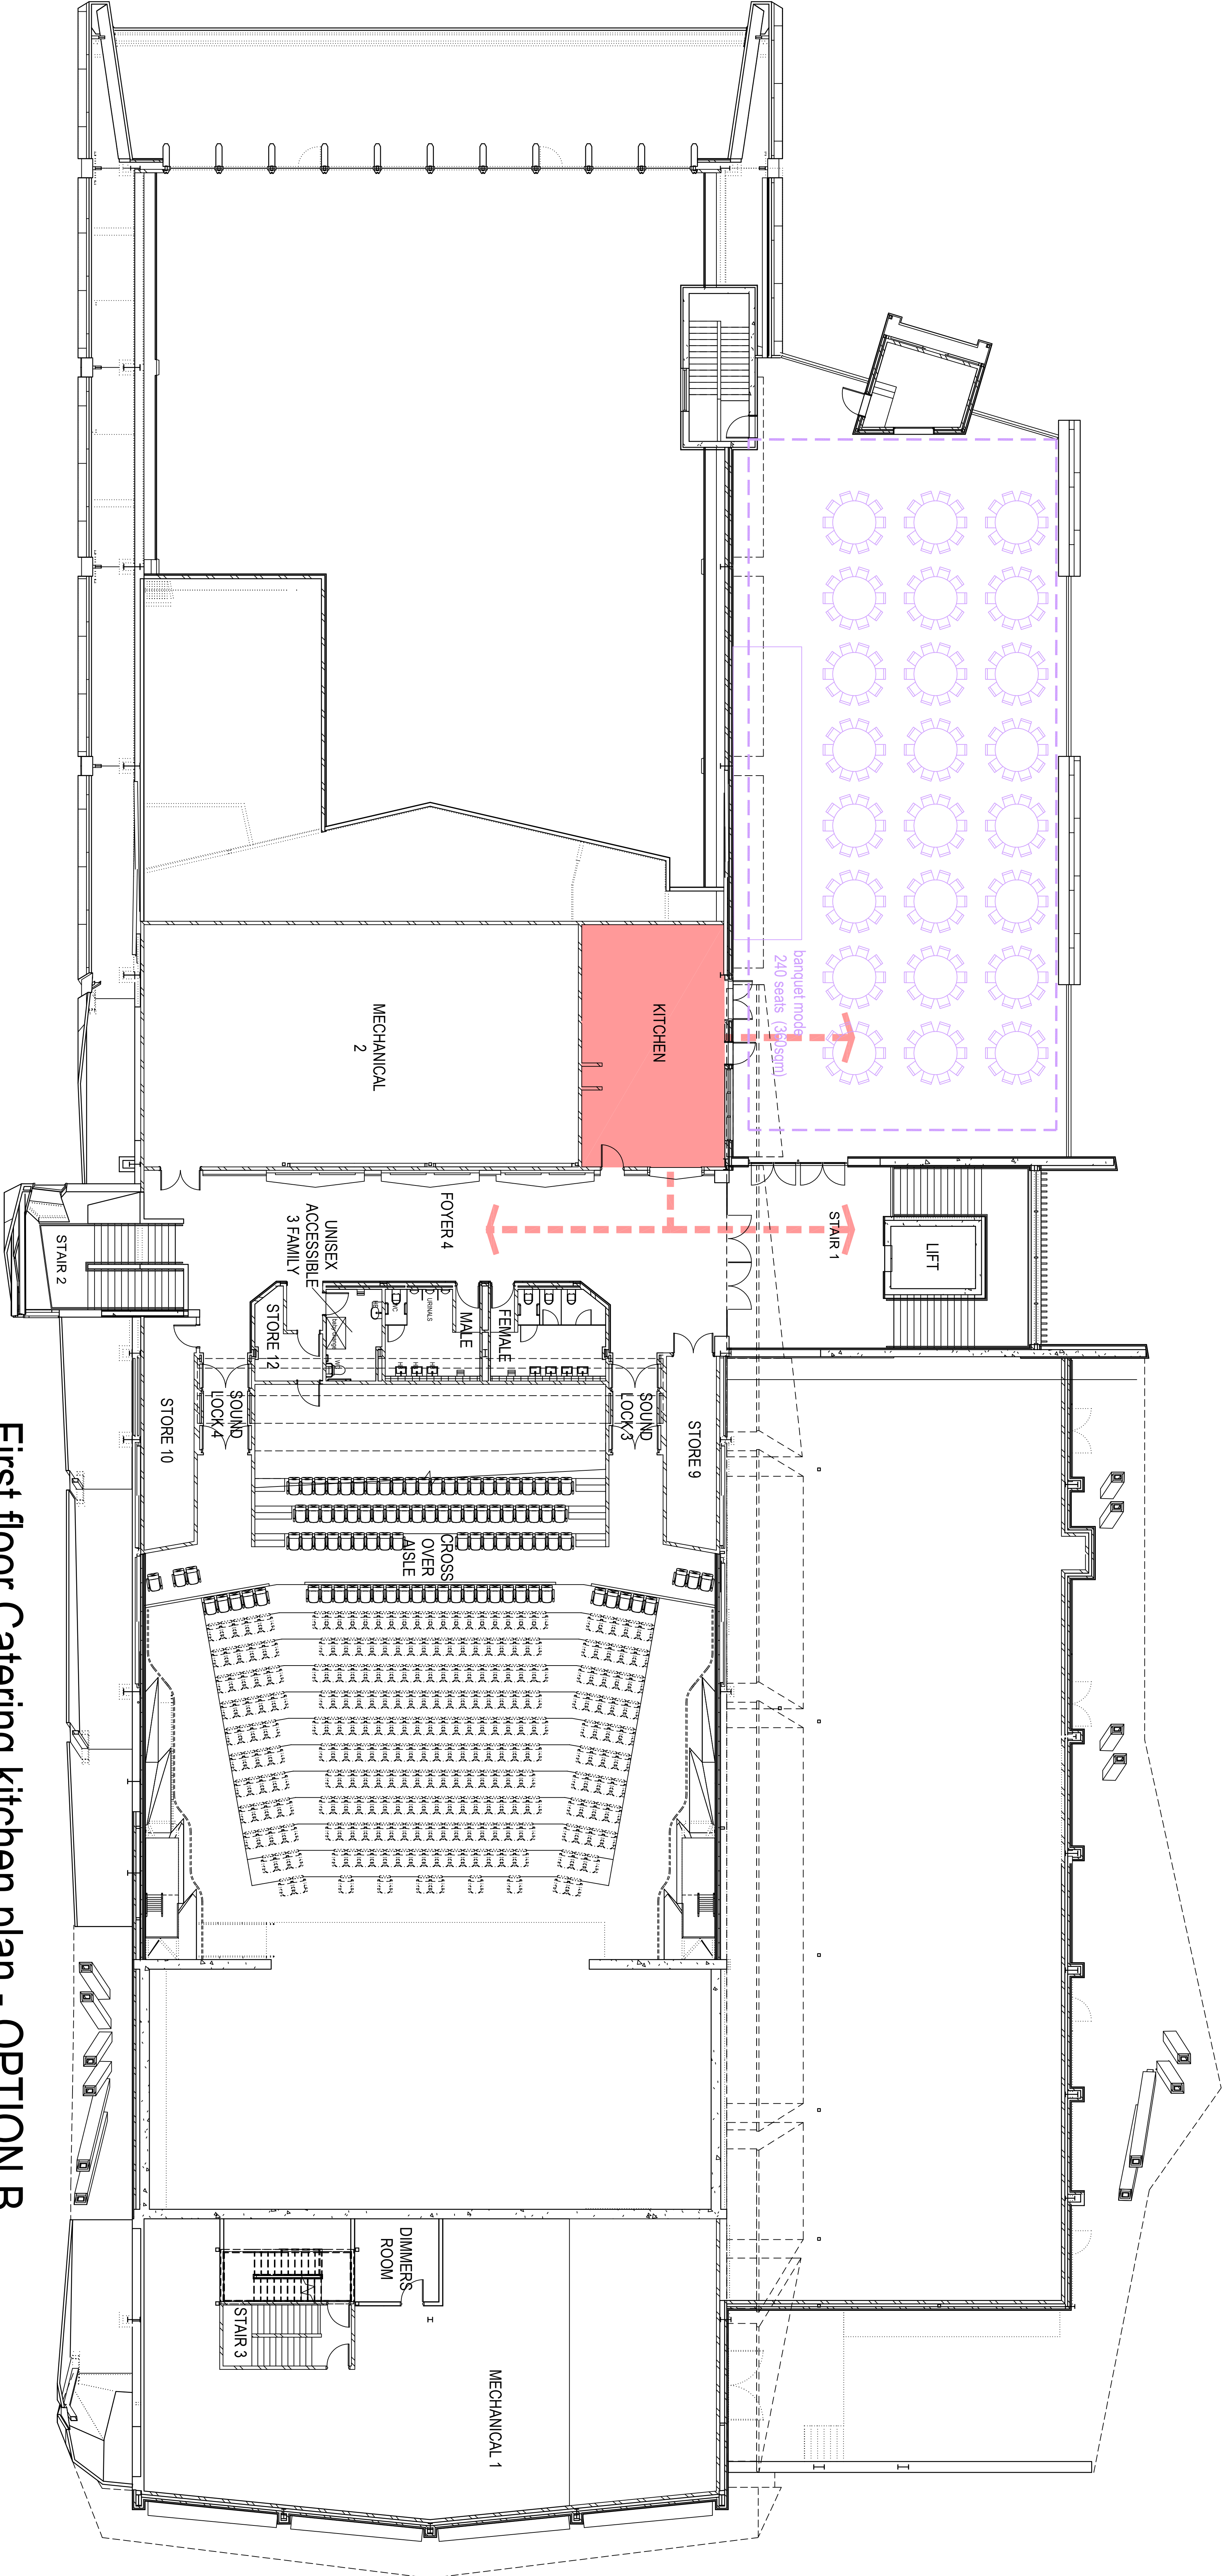 banquet mode
240 seats (360sqm)
KITCHEN
MECHANICAL
2
STAIR 1
LIFT
FOYER 4
UNISEX
ACCESSIBLE
3 FAMILY
STAIR 2
STORE 12
WC
URINALS
MALE
FEMALE
SOUND
LOCK 4
SOUND
LOCK 3
STORE 10
STORE 9
CROSS
OVER
AISLE
DIMMERS
ROOM
STAIR 3
MECHANICAL 1
First floor Catering kitchen plan - OPTION B